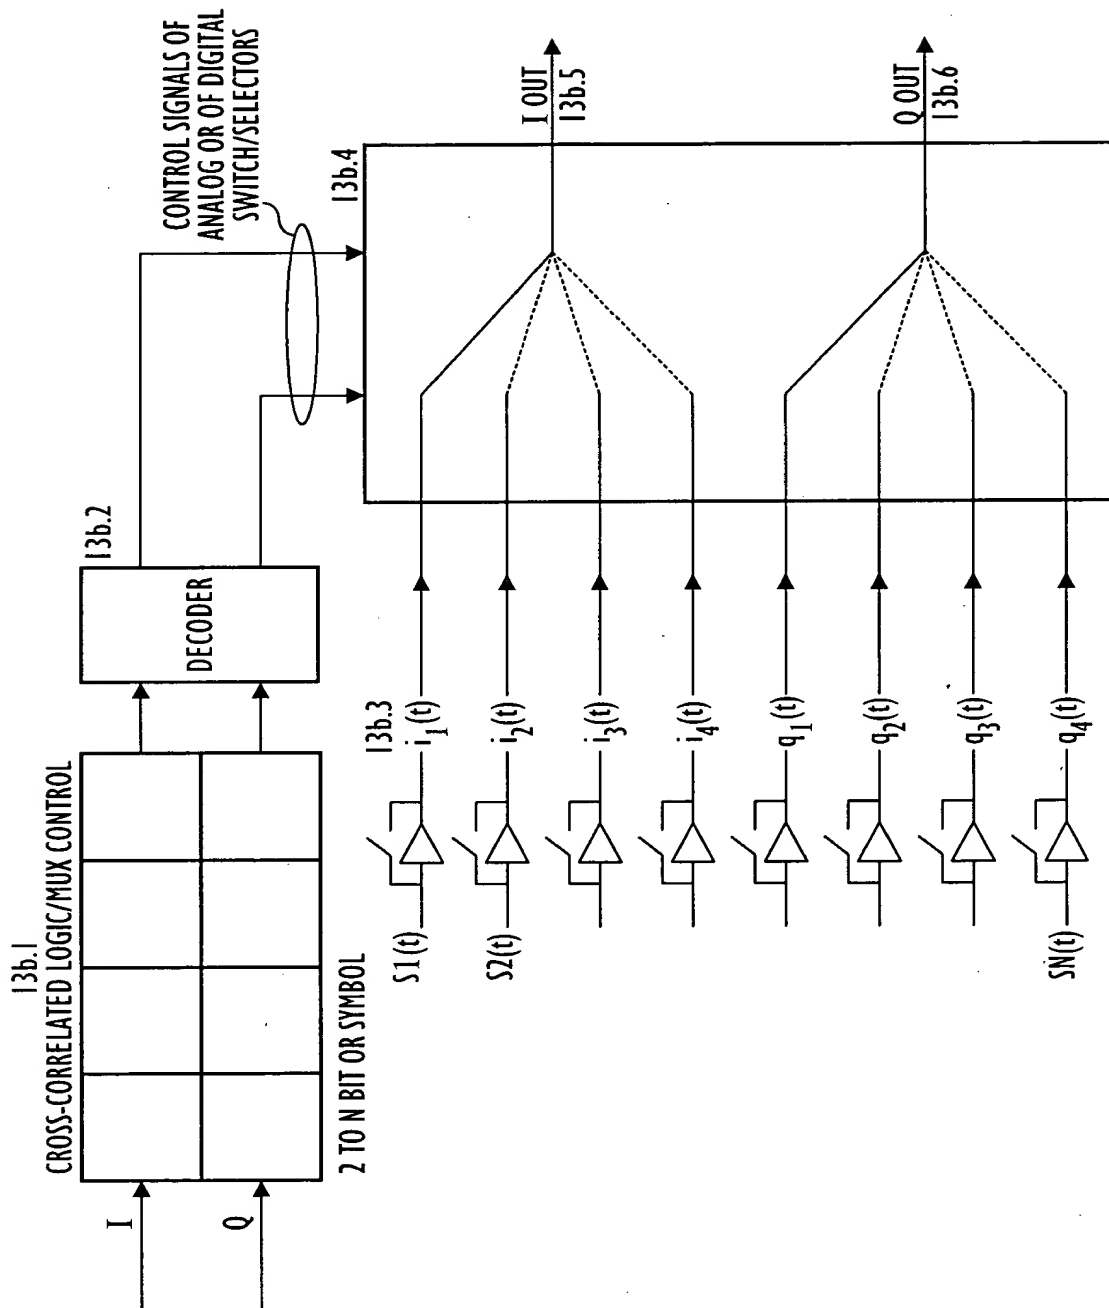 13b.1
CROSS-CORRELATED LOGIC/MUX CONTROL
I
Q
2 TO N BIT OR SYMBOL
13b.2
DECODER
CONTROL SIGNALS OF
ANALOG OR OF DIGITAL
SWITCH/SELECTORS
13b.4
13b.3
S1(t)
i1(t)
S2(t)
i2(t)
i3(t)
i4(t)
q1(t)
q2(t)
q3(t)
SN(t)
q4(t)
I OUT
13b.5
Q OUT
13b.6